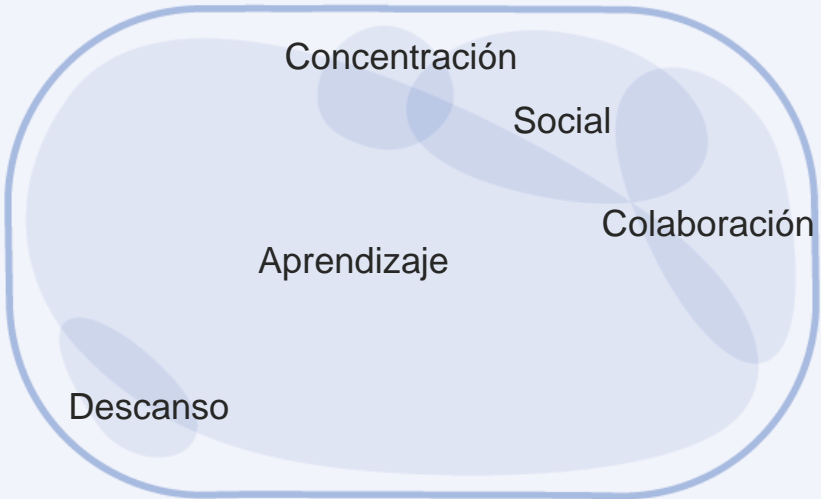 Concentración
Social
Colaboración
Aprendizaje
Descanso